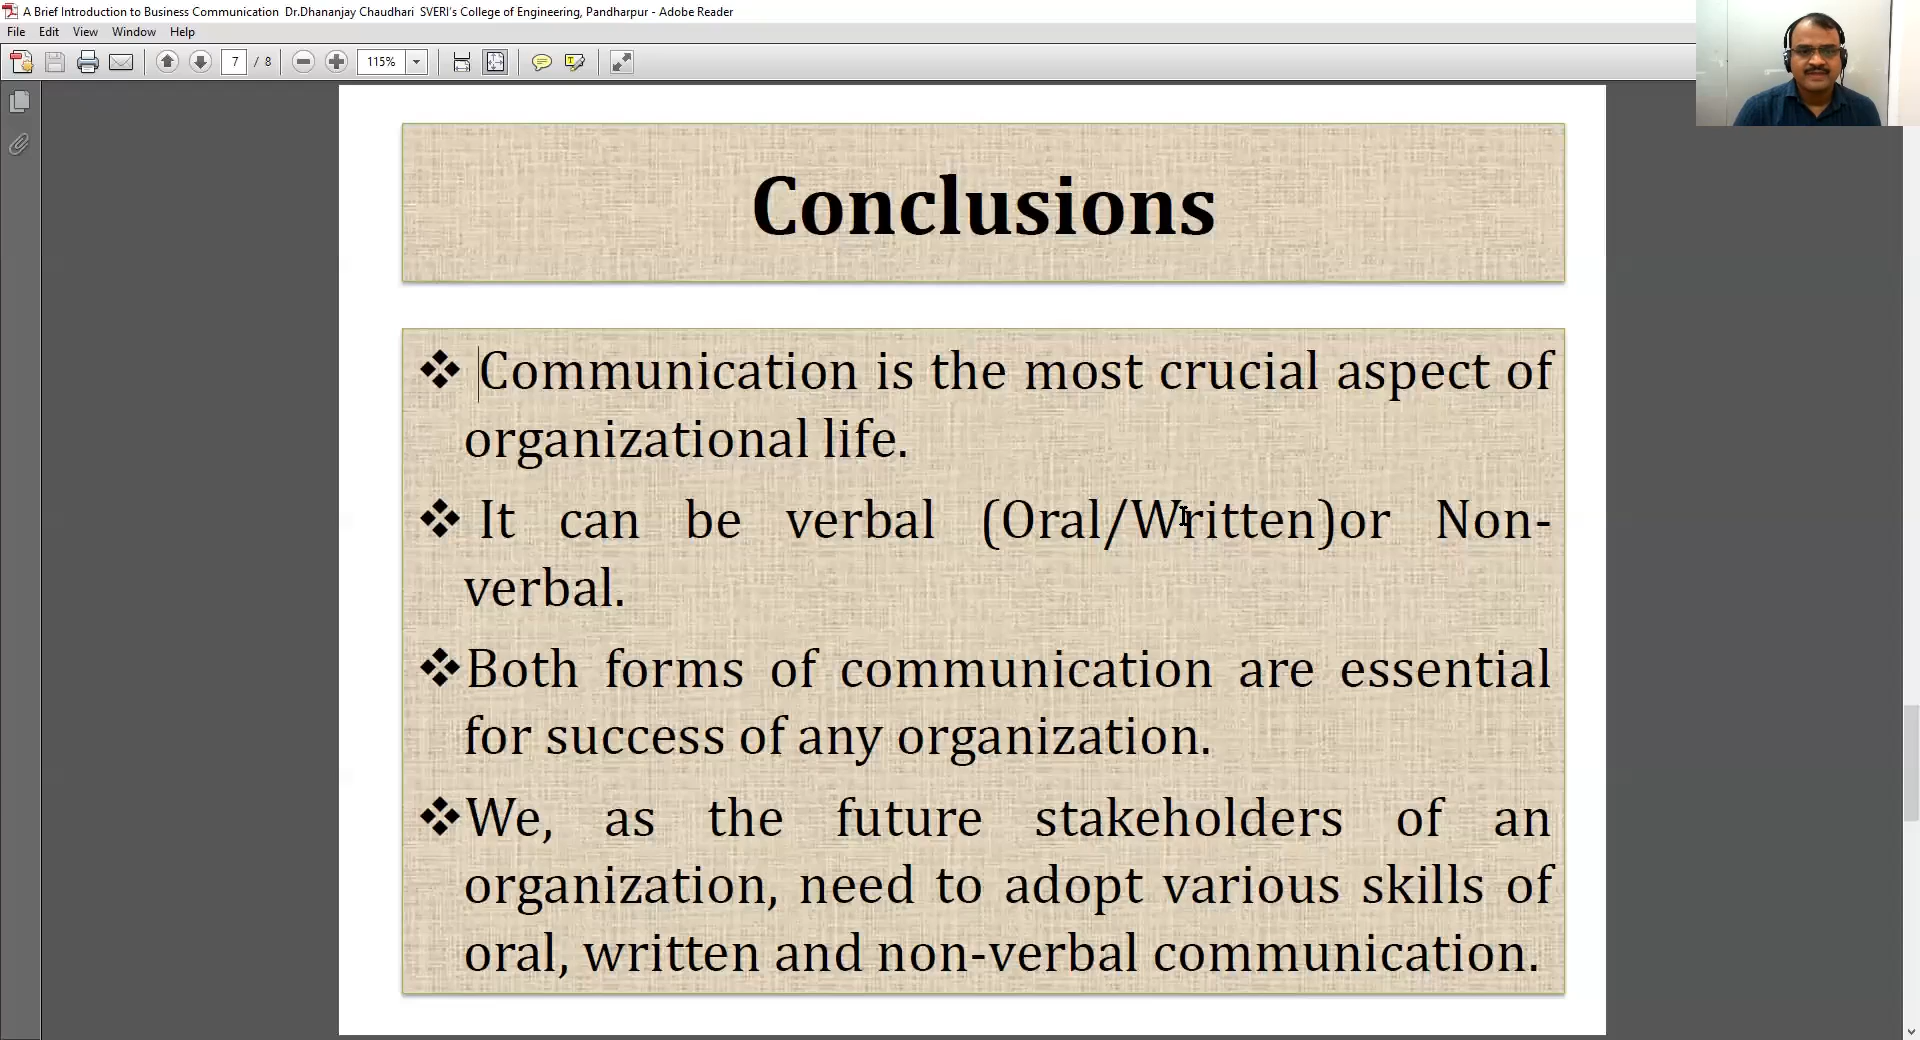 A Brief Introduction to Business Communication Dr.Dhananjay Chaudhari SVERI's College of Engineering, Pandharpur - Adobe Reader
File Edit View Window Help
7 / 8 115%
Conclusions
❖ Communication is the most crucial aspect of
organizational life.
❖ It can be verbal (Oral/Written)or Non-
verbal.
❖Both forms of communication are essential
for success of any organization.
❖We, as the future stakeholders of an
organization, need to adopt various skills of
oral, written and non-verbal communication.